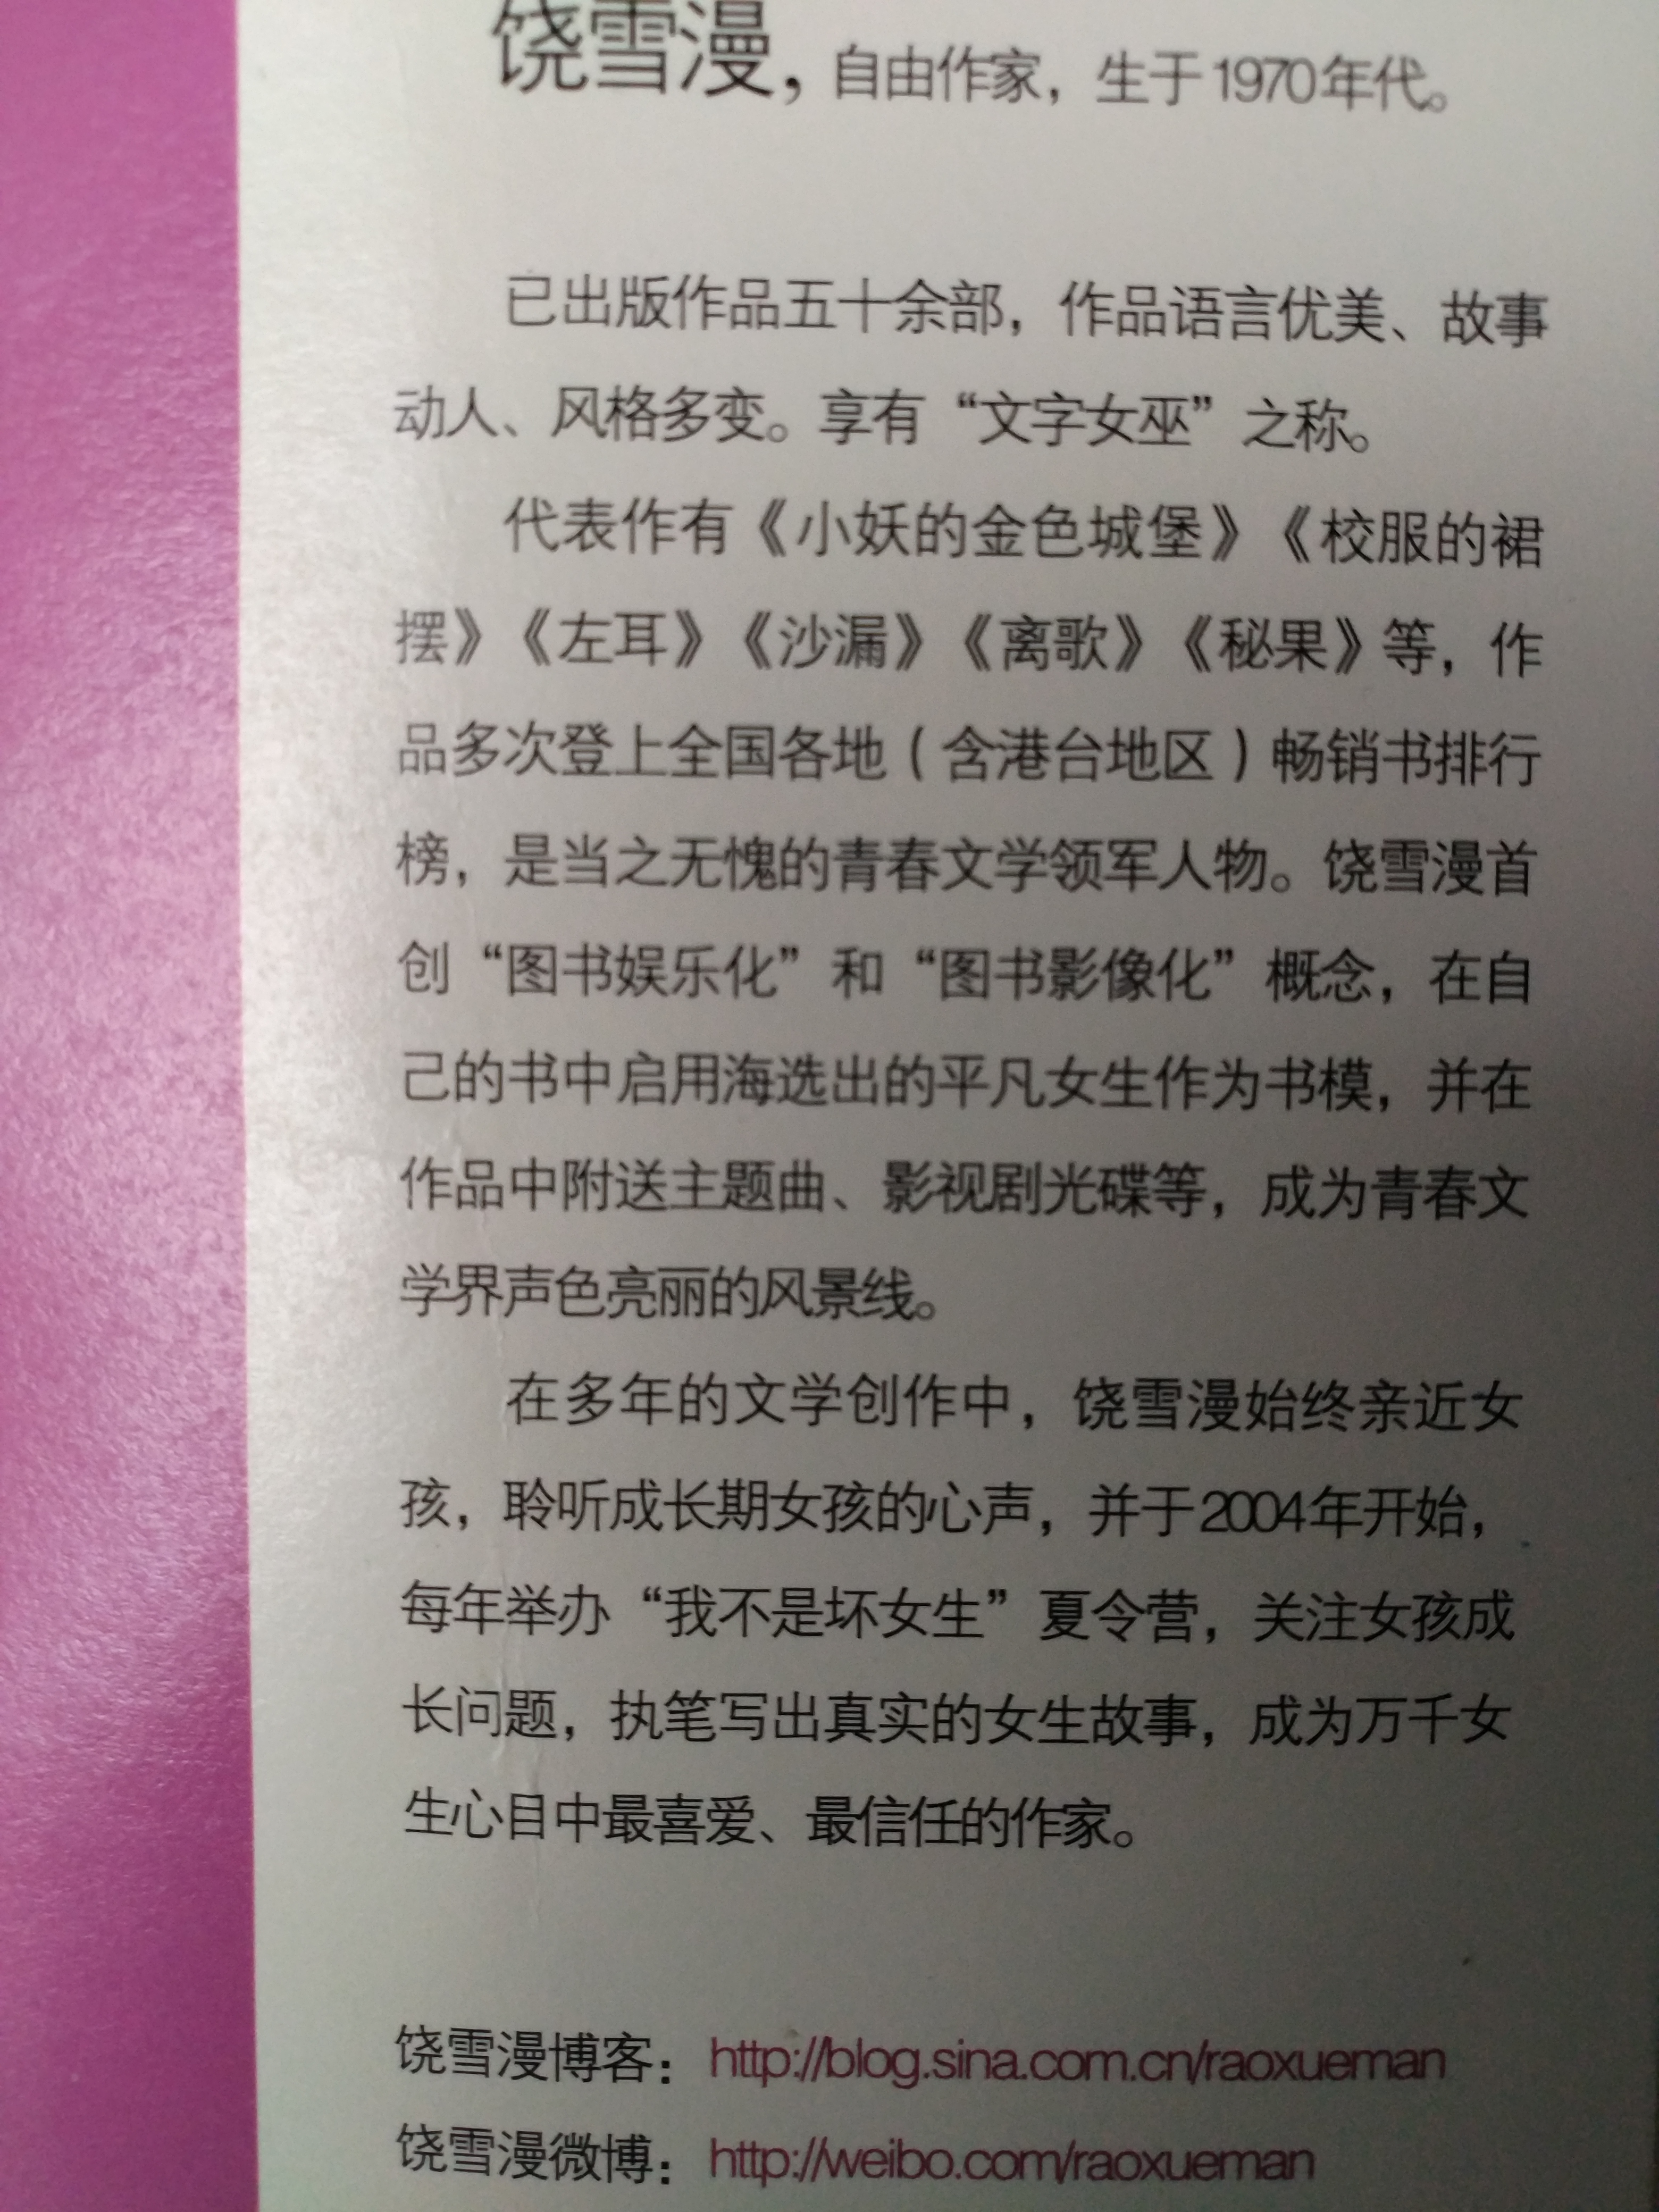 饶雪漫，自由作家，生于1970年代。
已出版作品五十余部，作品语言优美、故事
动人、风格多变。享有“文字女巫”之称。
代表作有《小妖的金色城堡》《校服的裙
摆》《左耳》《沙漏》《离歌》《秘果》等，作
品多次登上全国各地（含港台地区）畅销书排行
榜，是当之无愧的青春文学领军人物。饶雪漫首
创“图书娱乐化”和“图书影像化”概念，在自
己的书中启用海选出的平凡女生作为书模，并在
作品中附送主题曲、影视剧光碟等，成为青春文
学界声色亮丽的风景线。
在多年的文学创作中，饶雪漫始终亲近女
孩，聆听成长期女孩的心声，并于2004年开始，
每年举办“我不是坏女生”夏令营，关注女孩成
长问题，执笔写出真实的女生故事，成为万千女
生心目中最喜爱、最信任的作家。
饶雪漫博客：http://blog.sina.com.cn/raoxueman
饶雪漫微博：http://weibo.com/raoxueman